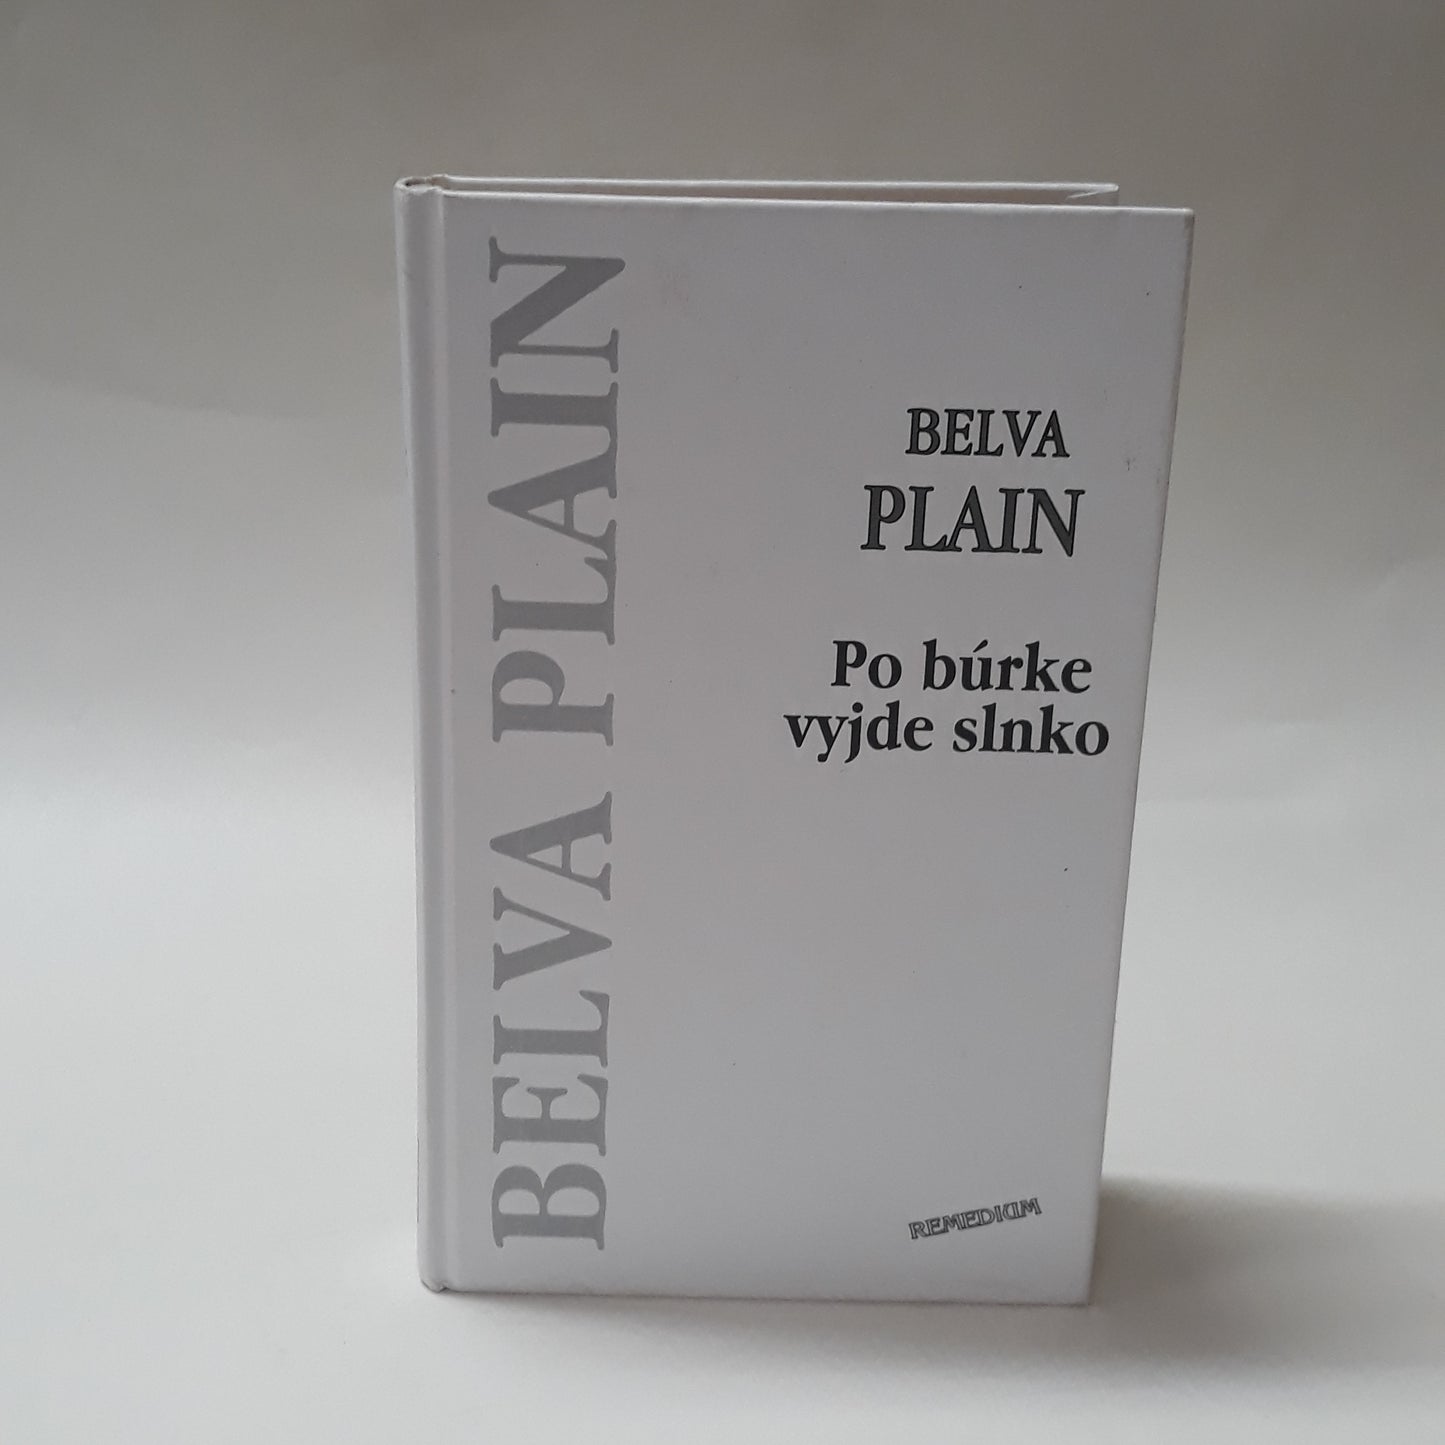 BELVA PLAIN
BELVA
PLAIN
Po búrke
vyjde slnko
REMEDIUM